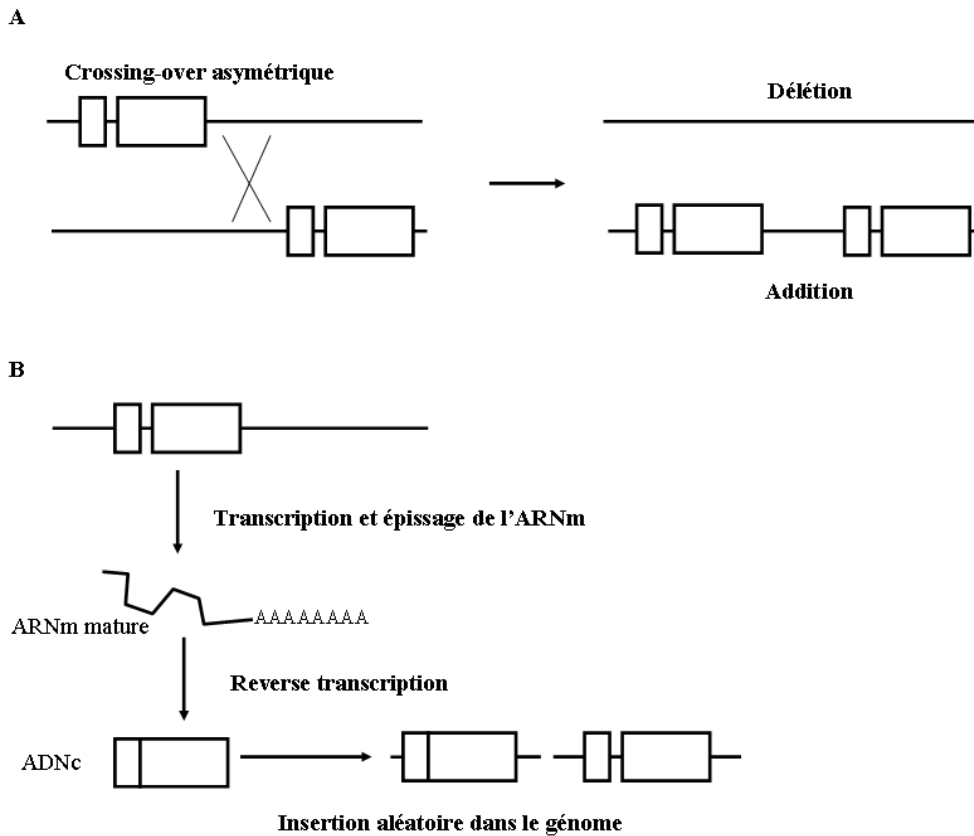 A
Crossing-over asymétrique
Délétion
Addition
B
Transcription et épissage de l'ARNm
AAAAAAAA
ARNm mature
Reverse transcription
ADNc
Insertion aléatoire dans le génome